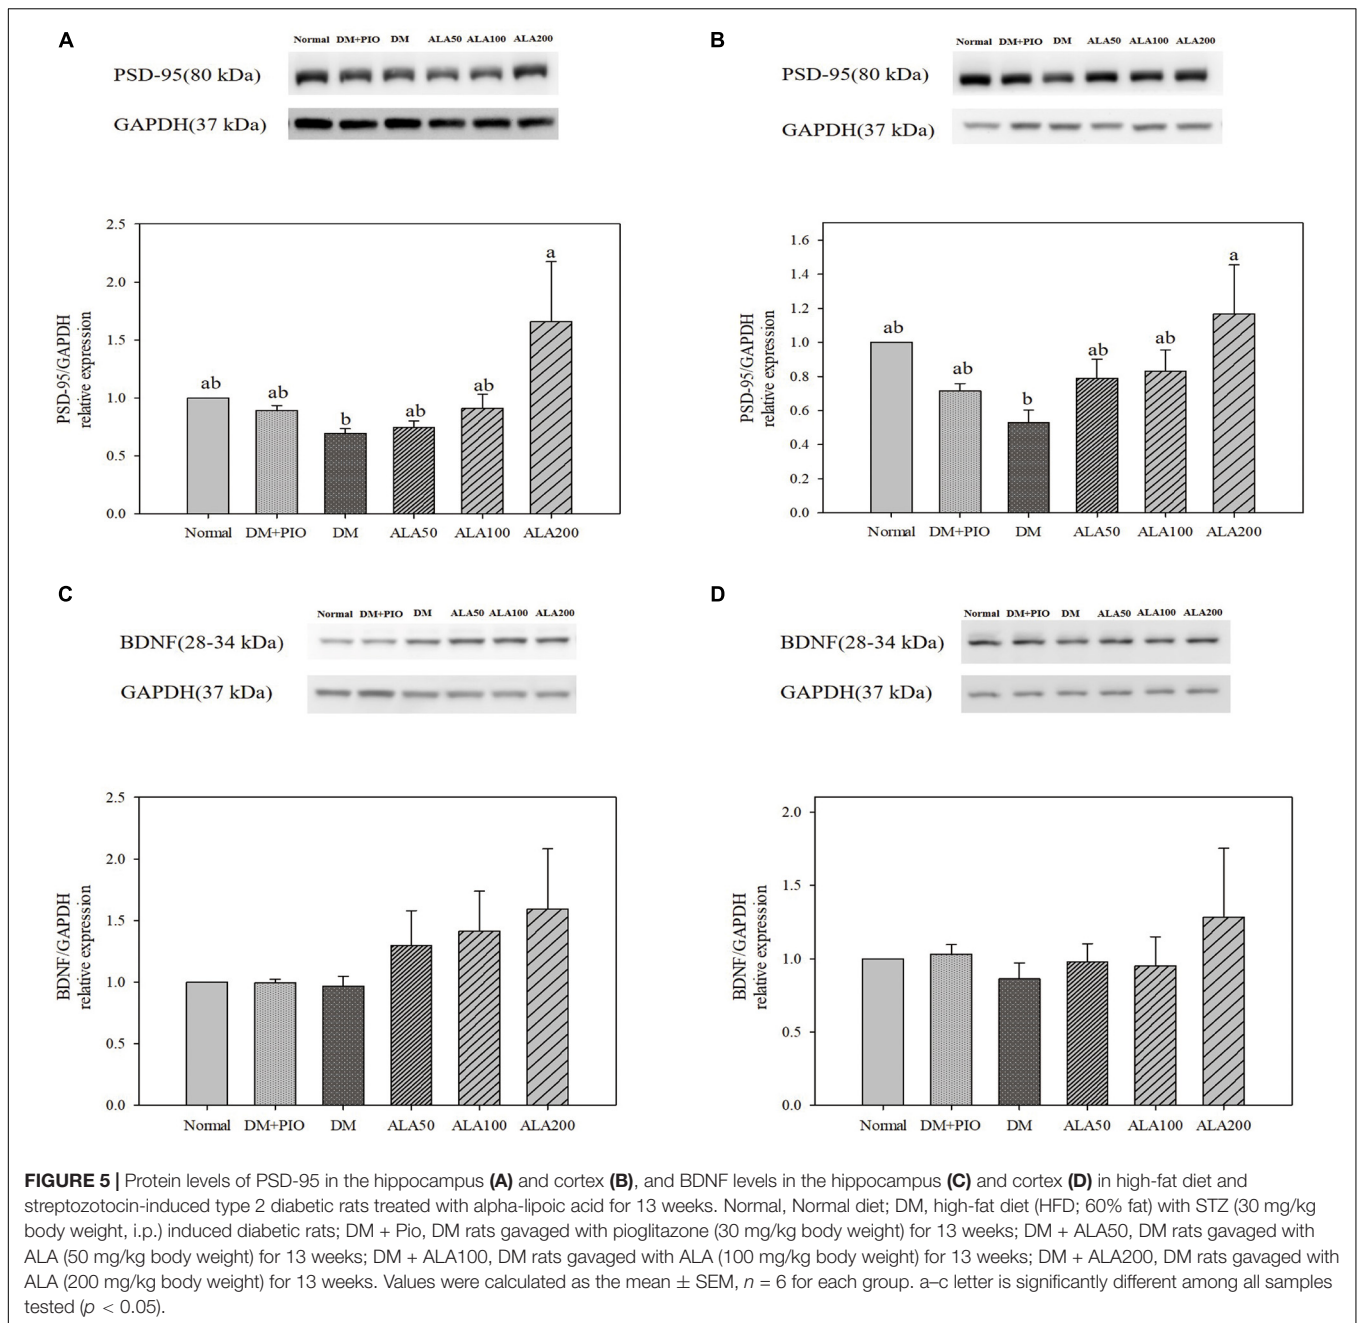 A
Normal DM+PIO DM ALA50 ALA100 ALA200
PSD-95(80 kDa)
GAPDH(37 kDa)
PSD-95/GAPDH
relative expression
2.5
2.0
1.5
1.0
0.5
0.0
ab ab b ab ab a
Normal DM+PIO DM ALA50 ALA100 ALA200
B
Normal DM+PIO DM ALA50 ALA100 ALA200
PSD-95(80 kDa)
GAPDH(37 kDa)
PSD-95/GAPDH
relative expression
1.6
1.4
1.2
1.0
0.8
0.6
0.4
0.2
0.0
ab ab b ab ab a
Normal DM+PIO DM ALA50 ALA100 ALA200
C
Normal DM+PIO DM ALA50 ALA100 ALA200
BDNF(28-34 kDa)
GAPDH(37 kDa)
BDNF/GAPDH
relative expression
2.5
2.0
1.5
1.0
0.5
0.0
Normal DM+PIO DM ALA50 ALA100 ALA200
D
Normal DM+PIO DM ALA50 ALA100 ALA200
BDNF(28-34 kDa)
GAPDH(37 kDa)
BDNF/GAPDH
relative expression
2.0
1.5
1.0
0.5
0.0
Normal DM+PIO DM ALA50 ALA100 ALA200
FIGURE 5 | Protein levels of PSD-95 in the hippocampus (A) and cortex (B), and BDNF levels in the hippocampus (C) and cortex (D) in high-fat diet and
streptozotocin-induced type 2 diabetic rats treated with alpha-lipoic acid for 13 weeks. Normal, Normal diet; DM, high-fat diet (HFD; 60% fat) with STZ (30 mg/kg
body weight, i.p.) induced diabetic rats; DM + Pio, DM rats gavaged with pioglitazone (30 mg/kg body weight) for 13 weeks; DM + ALA50, DM rats gavaged with
ALA (50 mg/kg body weight) for 13 weeks; DM + ALA100, DM rats gavaged with ALA (100 mg/kg body weight) for 13 weeks; DM + ALA200, DM rats gavaged with
ALA (200 mg/kg body weight) for 13 weeks. Values were calculated as the mean ± SEM, n = 6 for each group. a–c letter is significantly different among all samples
tested (p < 0.05).